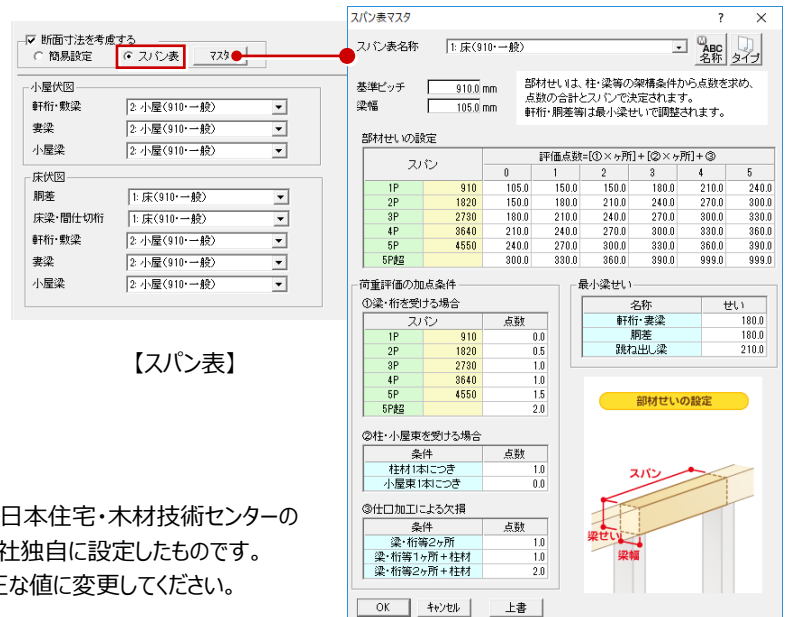 断面寸法を考慮する
簡易設定 スパン表 マスタ
小屋伏図
軒桁・敷梁 2: 小屋(910・一般)
妻梁 2: 小屋(910・一般)
小屋梁 2: 小屋(910・一般)
床伏図
胴差 1: 床(910・一般)
床梁・間仕切桁 1: 床(910・一般)
軒桁・敷梁 2: 小屋(910・一般)
妻梁 2: 小屋(910・一般)
小屋梁 2: 小屋(910・一般)
【スパン表】
日本住宅・木材技術センターの
社独自に設定したものです。
正な値に変更してください。
スパン表マスタ ? ×
スパン表名称 1: 床(910・一般) ABC 名称 タイプ
基準ピッチ 910.0 mm
梁幅 105.0 mm
部材せいは、柱・梁等の架構条件から点数を求め、
点数の合計とスパンで決定されます。
軒桁・胴差等は最小梁せいで調整されます。
部材せいの設定
スパン 評価点数=[①×ヶ所]+[②×ヶ所]+③
0 1 2 3 4 5
1P 910 105.0 150.0 150.0 180.0 210.0 240.0
2P 1820 150.0 180.0 210.0 240.0 270.0 300.0
3P 2730 180.0 210.0 240.0 270.0 300.0 330.0
4P 3640 210.0 240.0 270.0 300.0 330.0 360.0
5P 4550 240.0 270.0 300.0 330.0 360.0 390.0
5P超 300.0 330.0 360.0 390.0 999.0 999.0
荷重評価の加点条件
①梁・桁を受ける場合
スパン 点数
1P 910 0.0
2P 1820 0.5
3P 2730 1.0
4P 3640 1.0
5P 4550 1.5
5P超 2.0
②柱・小屋束を受ける場合
条件 点数
柱材1本につき 1.0
小屋束1本につき 0.0
③仕口加工による欠損
条件 点数
梁・桁等2ヶ所 1.0
梁・桁等1ヶ所+柱材 1.0
梁・桁等2ヶ所+柱材 2.0
最小梁せい
名称 せい
軒桁・妻梁 180.0
胴差 180.0
跳ね出し梁 210.0
部材せいの設定
スパン
梁せい
梁幅
OK キャンセル 上書